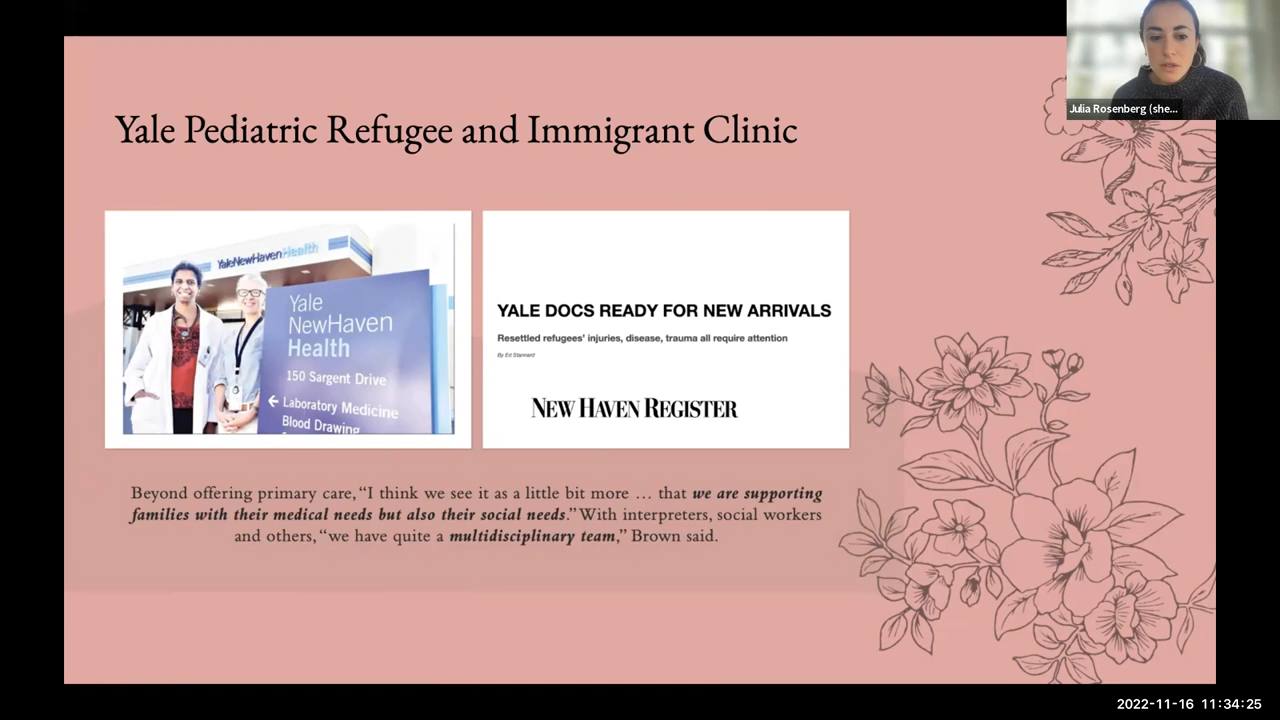 Julia Rosenberg (she...
Yale Pediatric Refugee and Immigrant Clinic
YaleNewHavenHealth
Yale
NewHaven
Health
150 Sargent Drive
← Laboratory Medicine
Blood Drawing
YALE DOCS READY FOR NEW ARRIVALS
Resettled refugees' injuries, disease, trauma all require attention
By Ed Stannard
NEW HAVEN REGISTER
Beyond offering primary care, “I think we see it as a little bit more … that we are supporting
families with their medical needs but also their social needs.” With interpreters, social workers
and others, “we have quite a multidisciplinary team,” Brown said.
2022-11-16 11:34:25